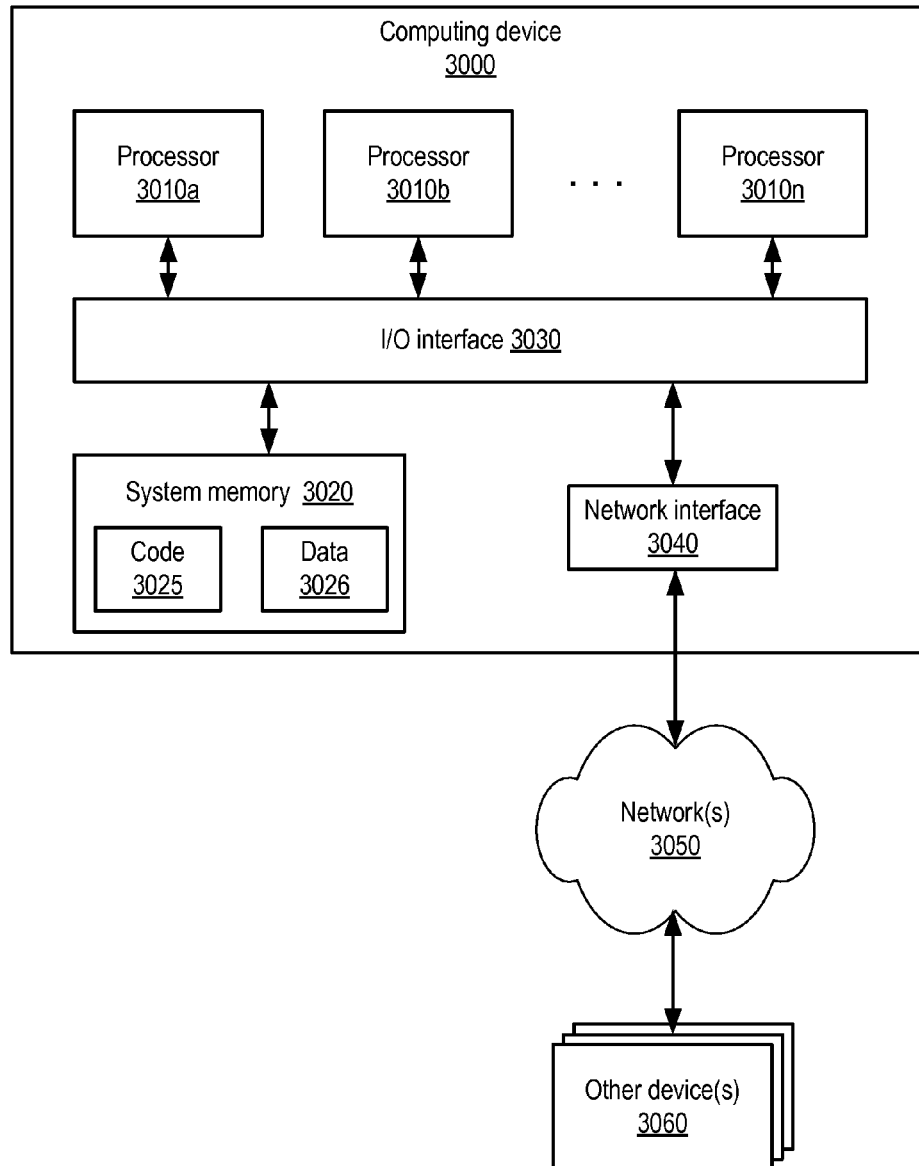 Computing device
3000
Processor
3010a
Processor
3010b
. . .
Processor
3010n
I/O interface 3030
System memory 3020
Code
3025
Data
3026
Network interface
3040
Network(s)
3050
Other device(s)
3060